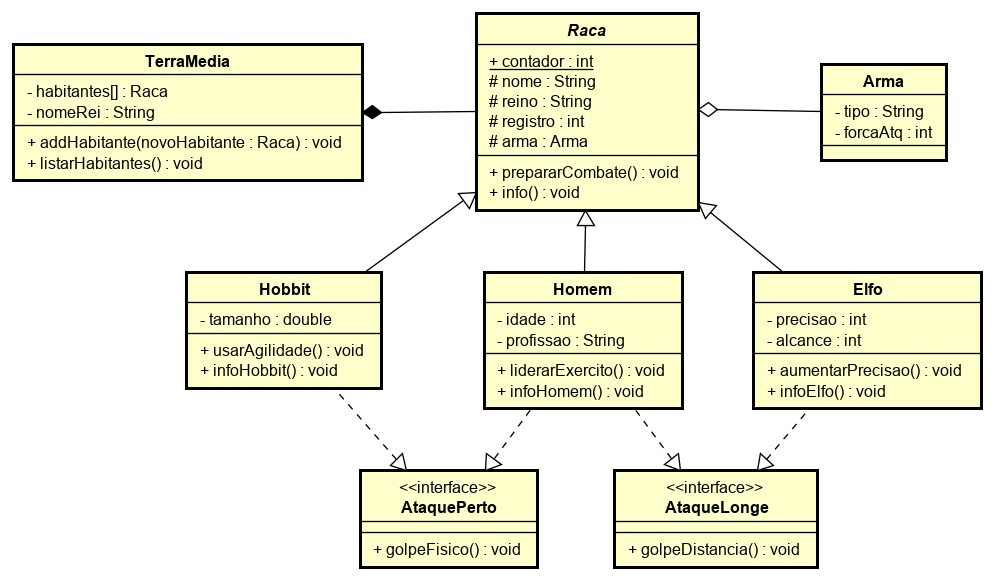 TerraMedia
- habitantes[] : Raca
- nomeRei : String
+ addHabitante(novoHabitante : Raca) : void
+ listarHabitantes() : void
Raca
+ contador : int
# nome : String
# reino : String
# registro : int
# arma : Arma
+ prepararCombate() : void
+ info() : void
Arma
- tipo : String
- forcaAtq : int
Hobbit
- tamanho : double
+ usarAgilidade() : void
+ infoHobbit() : void
Homem
- idade : int
- profissao : String
+ liderarExercito() : void
+ infoHomem() : void
Elfo
- precisao : int
- alcance : int
+ aumentarPrecisao() : void
+ infoElfo() : void
<<interface>>
AtaquePerto
+ golpeFisico() : void
<<interface>>
AtaqueLonge
+ golpeDistancia() : void